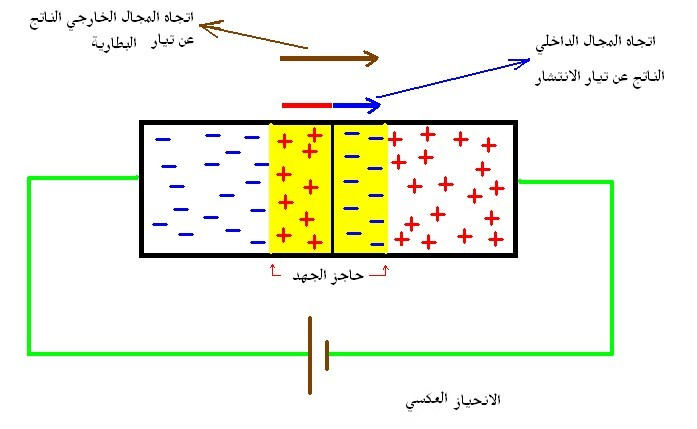 اتجاه المجال الخارجي الناتج
عن تيار البطارية
اتجاه المجال الداخلي
الناتج عن تيار الانتشار
حاجز الجهد
الانحياز العكسي